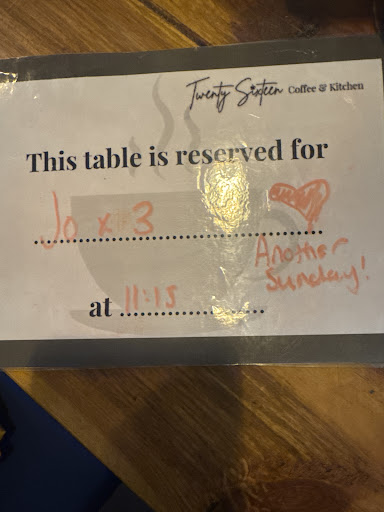 Twenty Sixteen Coffee & Kitchen
This table is reserved for
Jo x 3
Another
Sunday!
at 11:15